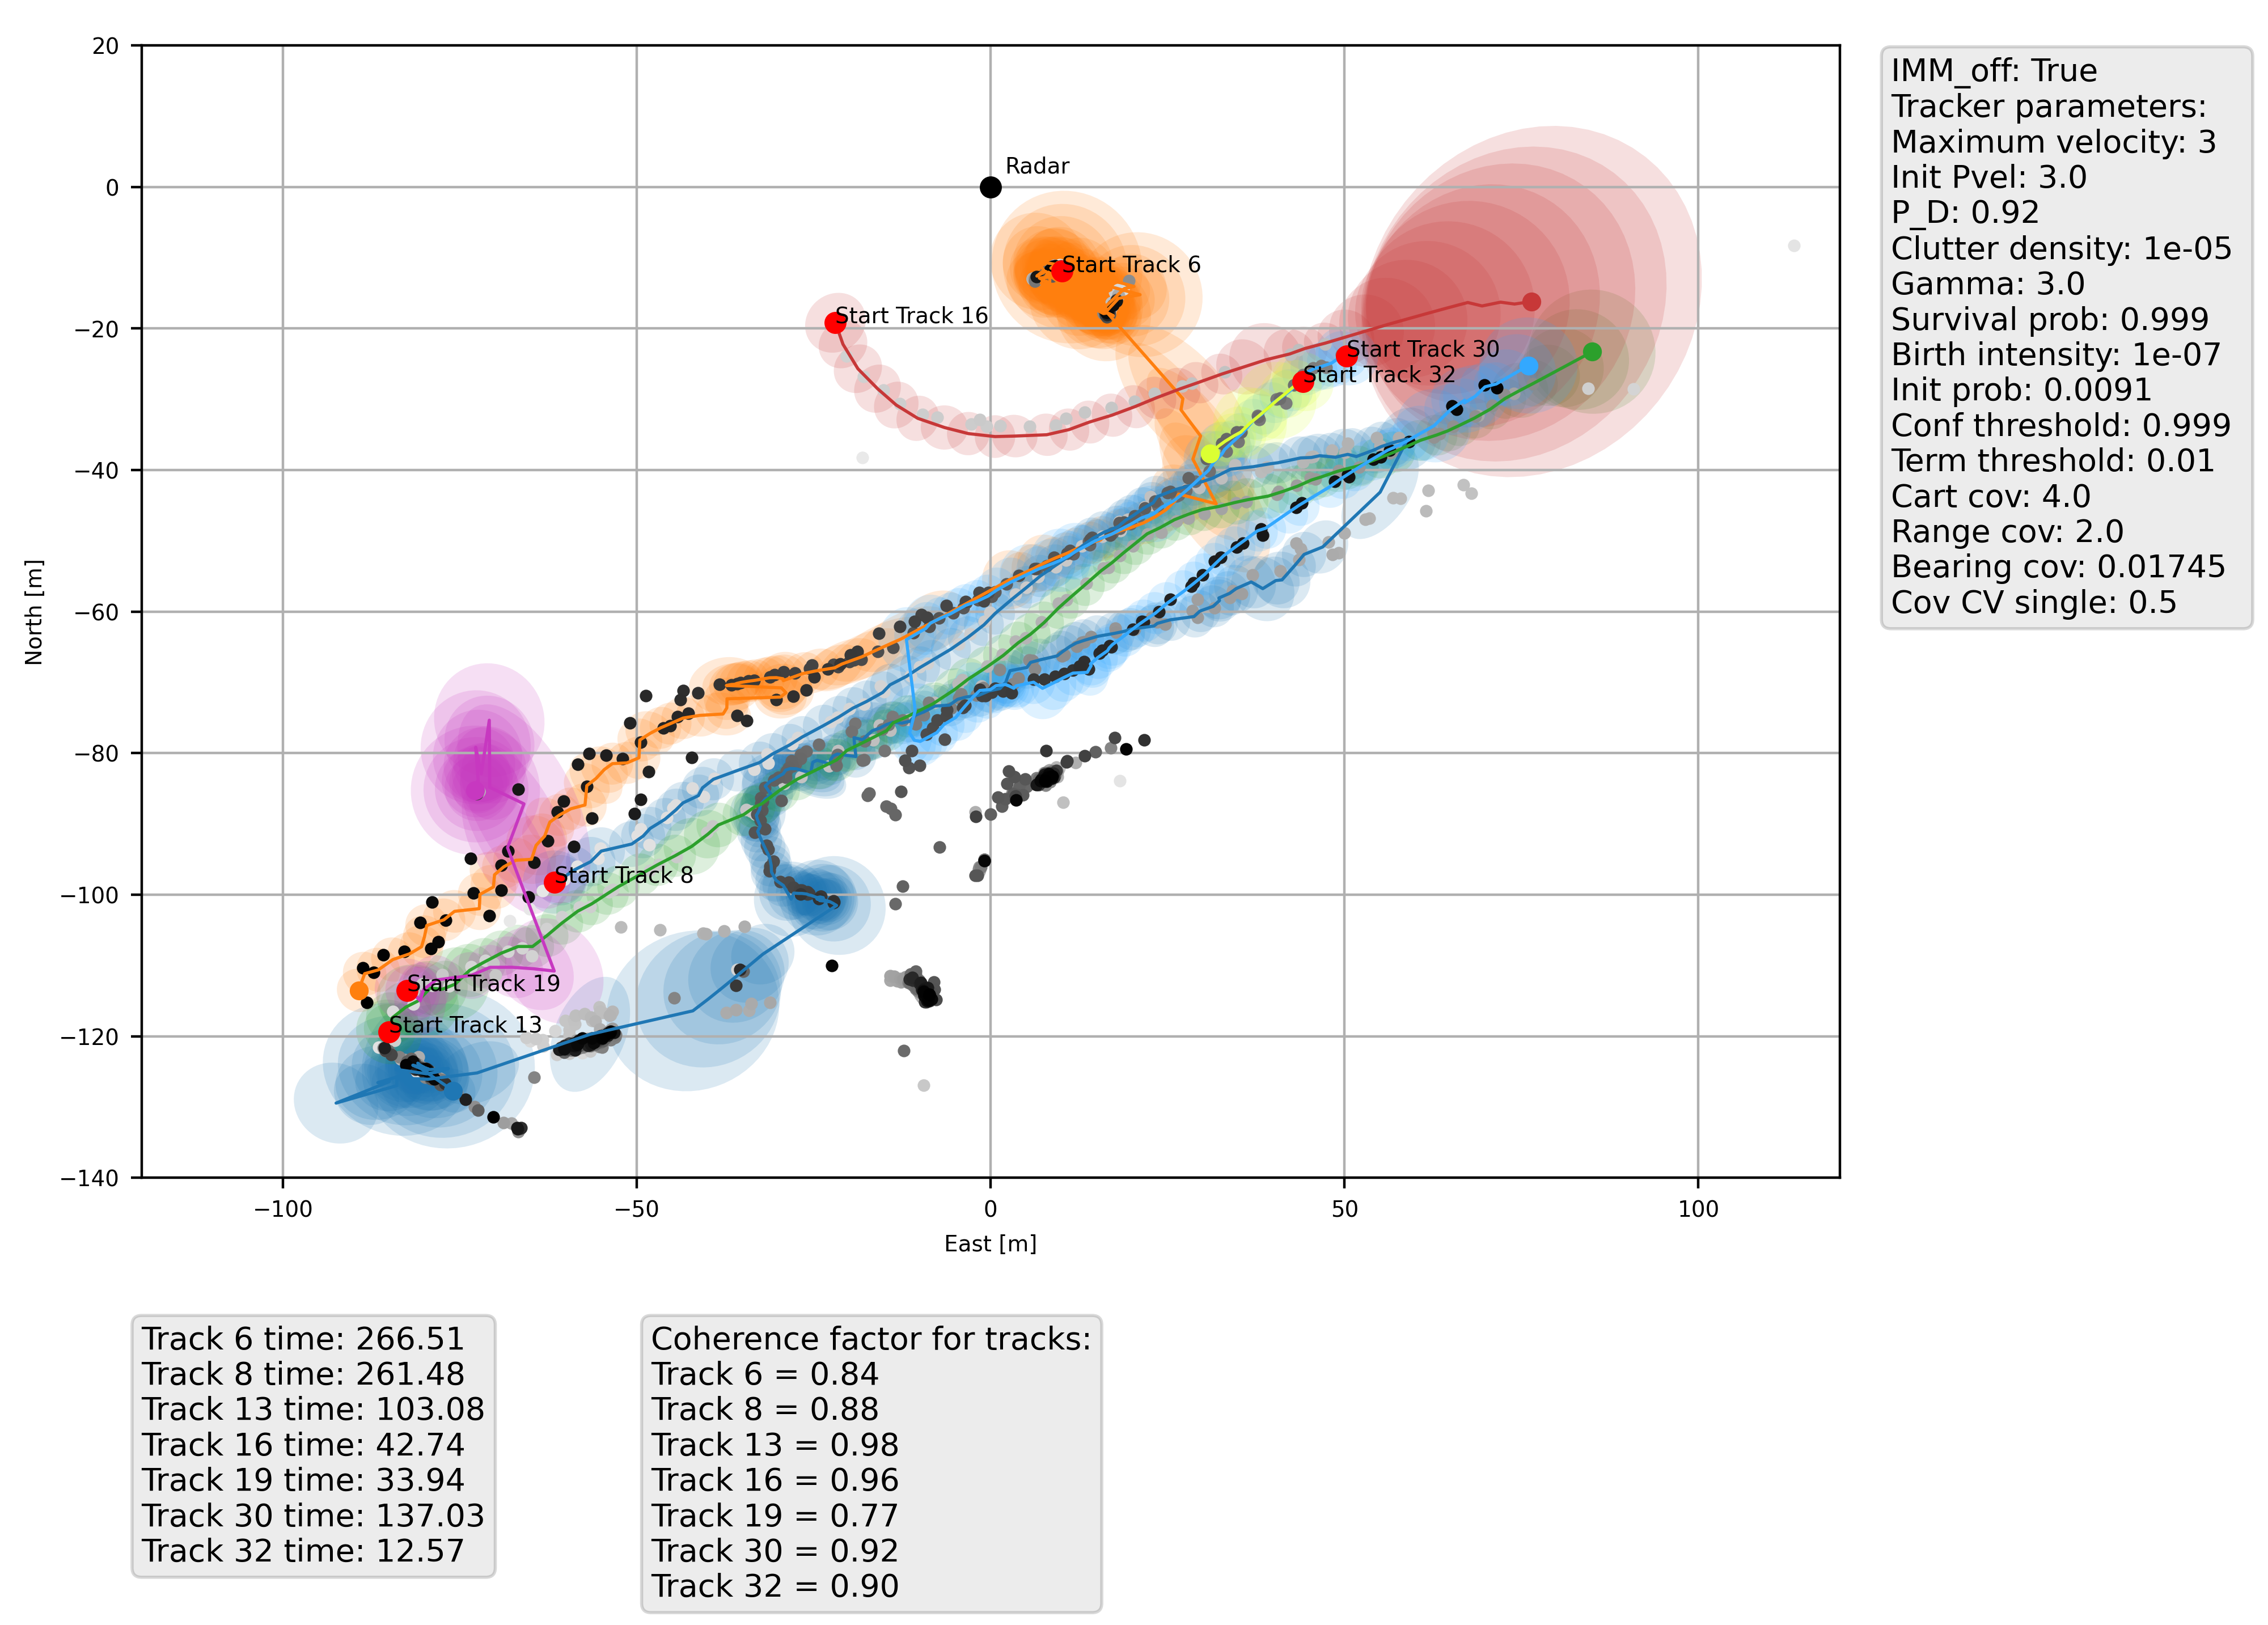 20
0
−20
−40
−60
−80
−100
−120
−140
North [m]
−100
−50
0
50
100
East [m]
Radar
Start Track 6
Start Track 16
Start Track 30
Start Track 32
Start Track 8
Start Track 19
Start Track 13
IMM_off: True
Tracker parameters:
Maximum velocity: 3
Init Pvel: 3.0
P_D: 0.92
Clutter density: 1e-05
Gamma: 3.0
Survival prob: 0.999
Birth intensity: 1e-07
Init prob: 0.0091
Conf threshold: 0.999
Term threshold: 0.01
Cart cov: 4.0
Range cov: 2.0
Bearing cov: 0.01745
Cov CV single: 0.5
Track 6 time: 266.51
Track 8 time: 261.48
Track 13 time: 103.08
Track 16 time: 42.74
Track 19 time: 33.94
Track 30 time: 137.03
Track 32 time: 12.57
Coherence factor for tracks:
Track 6 = 0.84
Track 8 = 0.88
Track 13 = 0.98
Track 16 = 0.96
Track 19 = 0.77
Track 30 = 0.92
Track 32 = 0.90